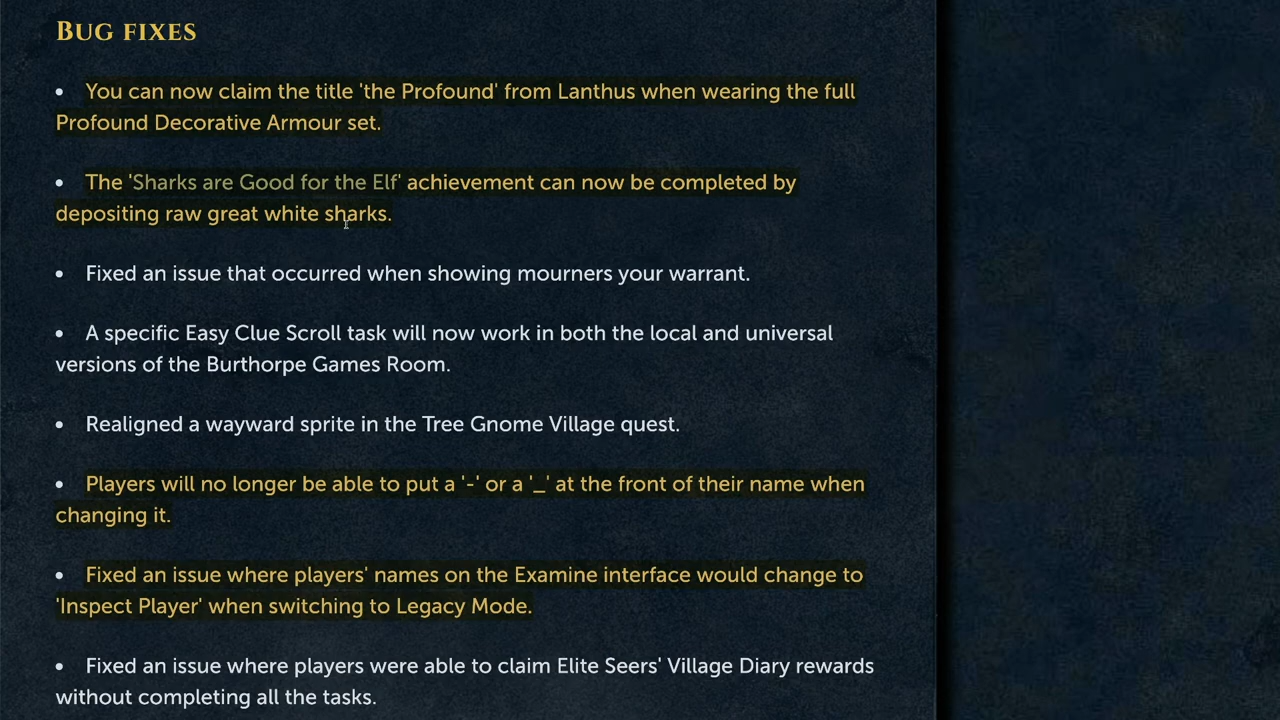 BUG FIXES
• You can now claim the title 'the Profound' from Lanthus when wearing the full
Profound Decorative Armour set.
• The 'Sharks are Good for the Elf' achievement can now be completed by
depositing raw great white sharks.
• Fixed an issue that occurred when showing mourners your warrant.
• A specific Easy Clue Scroll task will now work in both the local and universal
versions of the Burthorpe Games Room.
• Realigned a wayward sprite in the Tree Gnome Village quest.
• Players will no longer be able to put a '-' or a '_' at the front of their name when
changing it.
• Fixed an issue where players' names on the Examine interface would change to
'Inspect Player' when switching to Legacy Mode.
• Fixed an issue where players were able to claim Elite Seers' Village Diary rewards
without completing all the tasks.